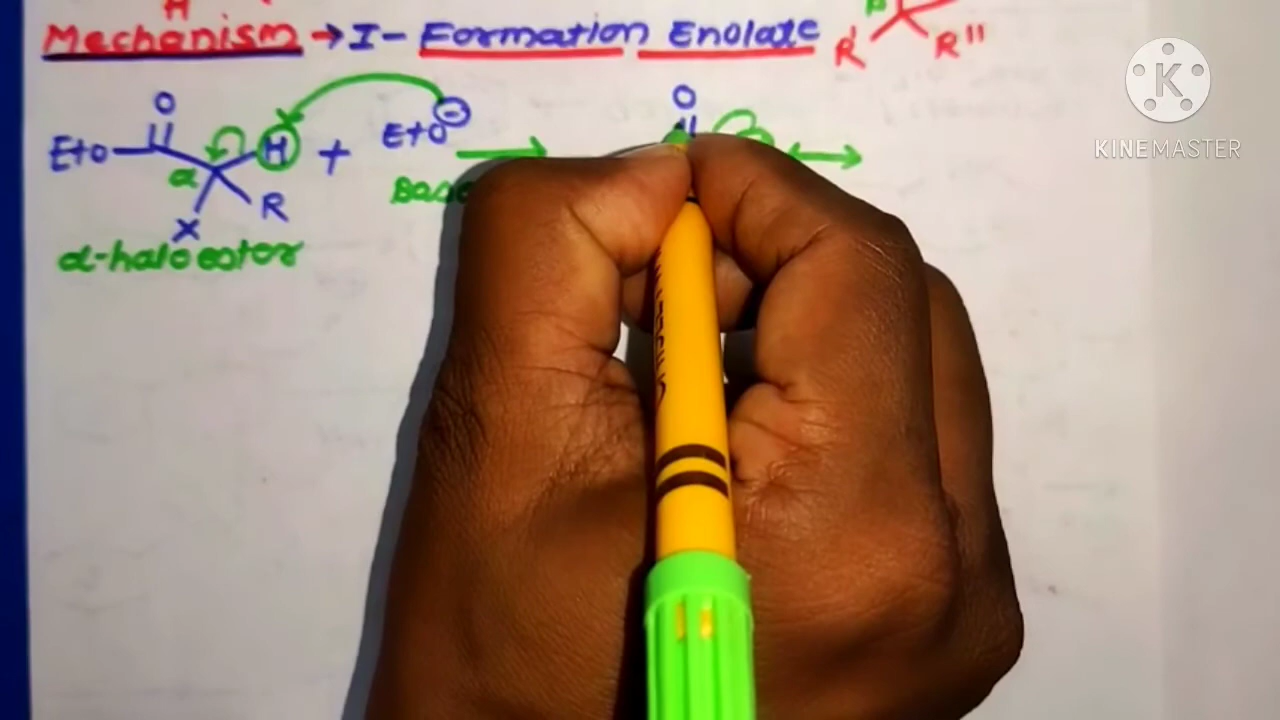 H
Mechanism → I - Formation Enolate
R' R"
O O
EtO H + EtO⊖
α R
X
α-halo ester
K
KINEMASTER